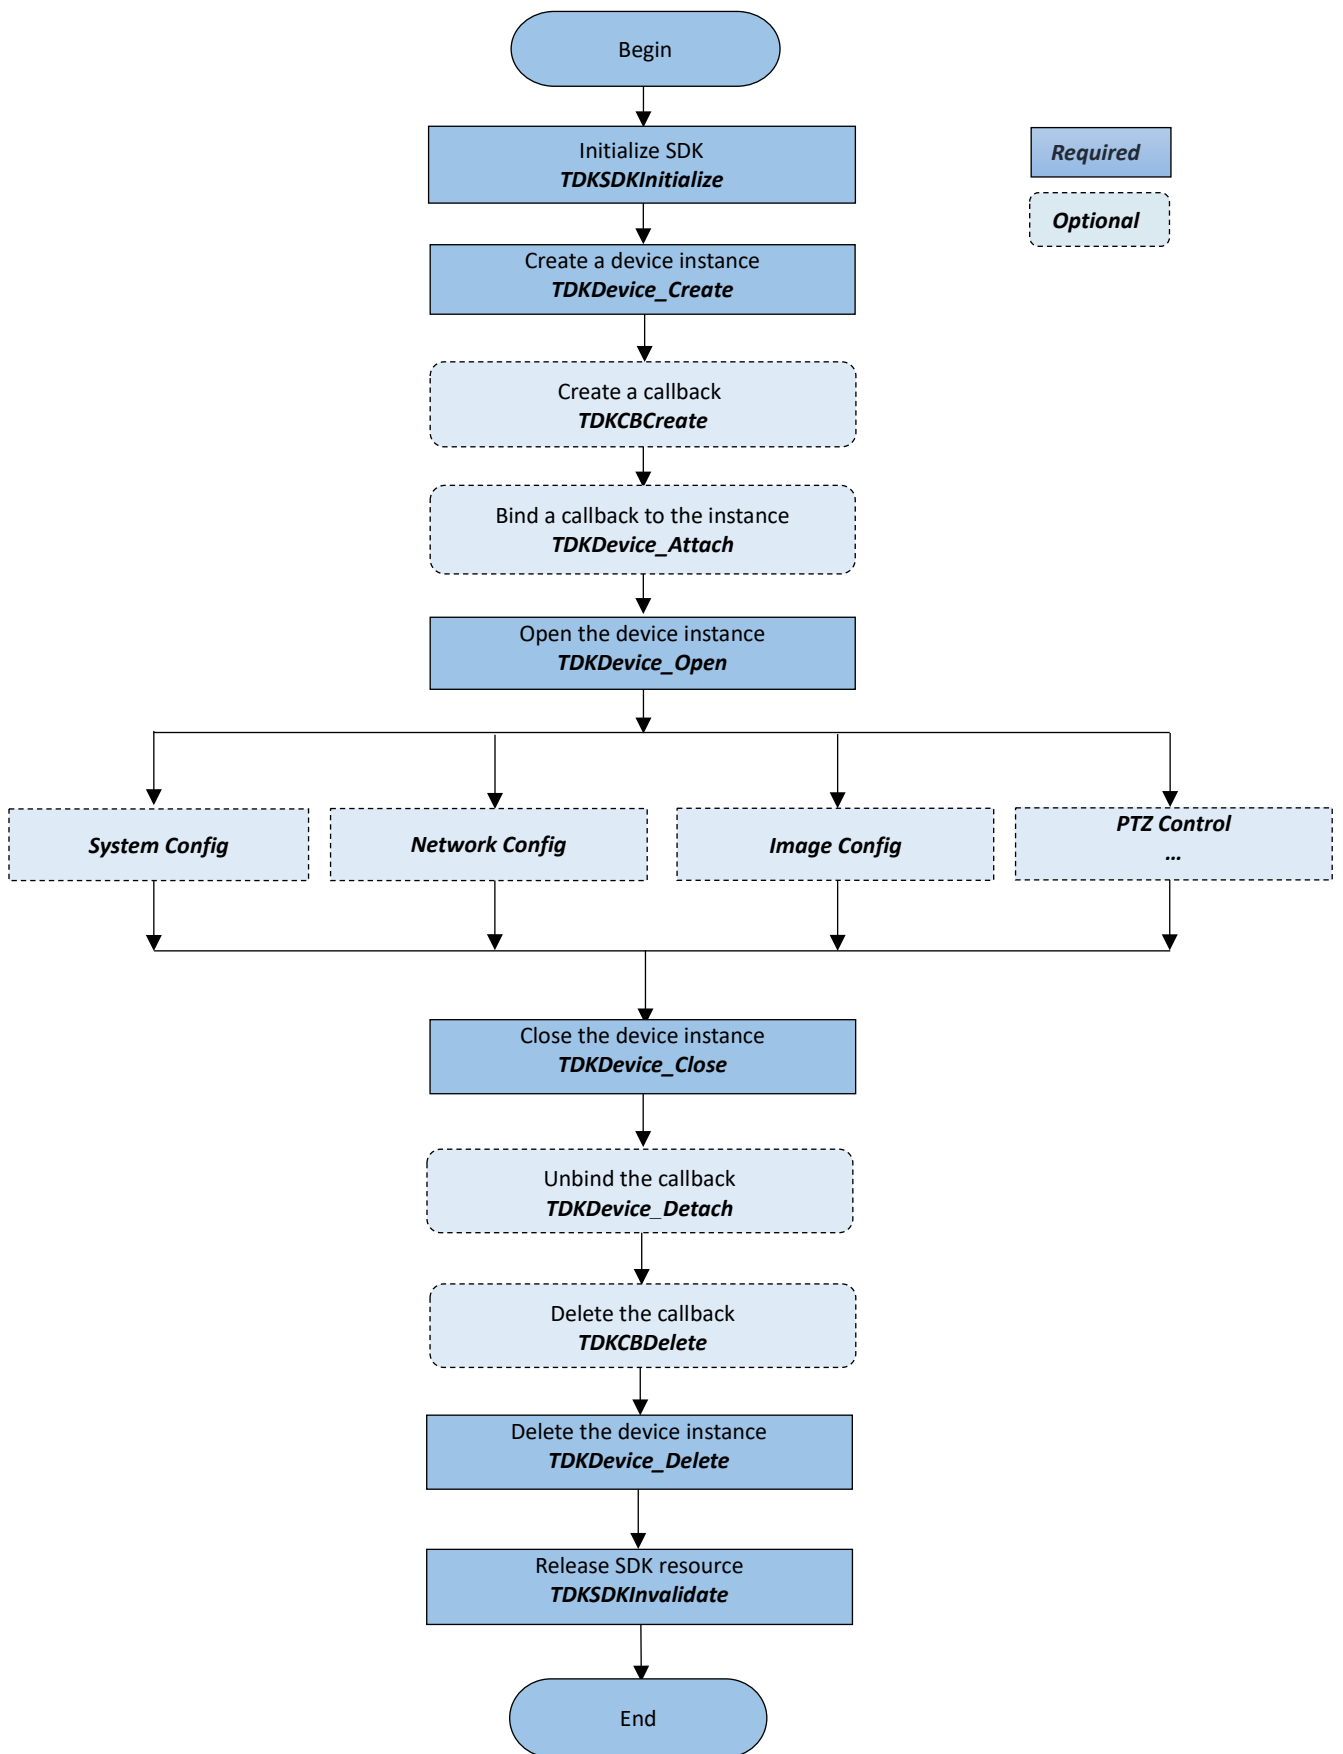 Begin
Initialize SDK
TDKSDKInitialize
Required
Optional
Create a device instance
TDKDevice_Create
Create a callback
TDKCBCreate
Bind a callback to the instance
TDKDevice_Attach
Open the device instance
TDKDevice_Open
System Config
Network Config
Image Config
PTZ Control
...
Close the device instance
TDKDevice_Close
Unbind the callback
TDKDevice_Detach
Delete the callback
TDKCBDelete
Delete the device instance
TDKDevice_Delete
Release SDK resource
TDKSDKInvalidate
End